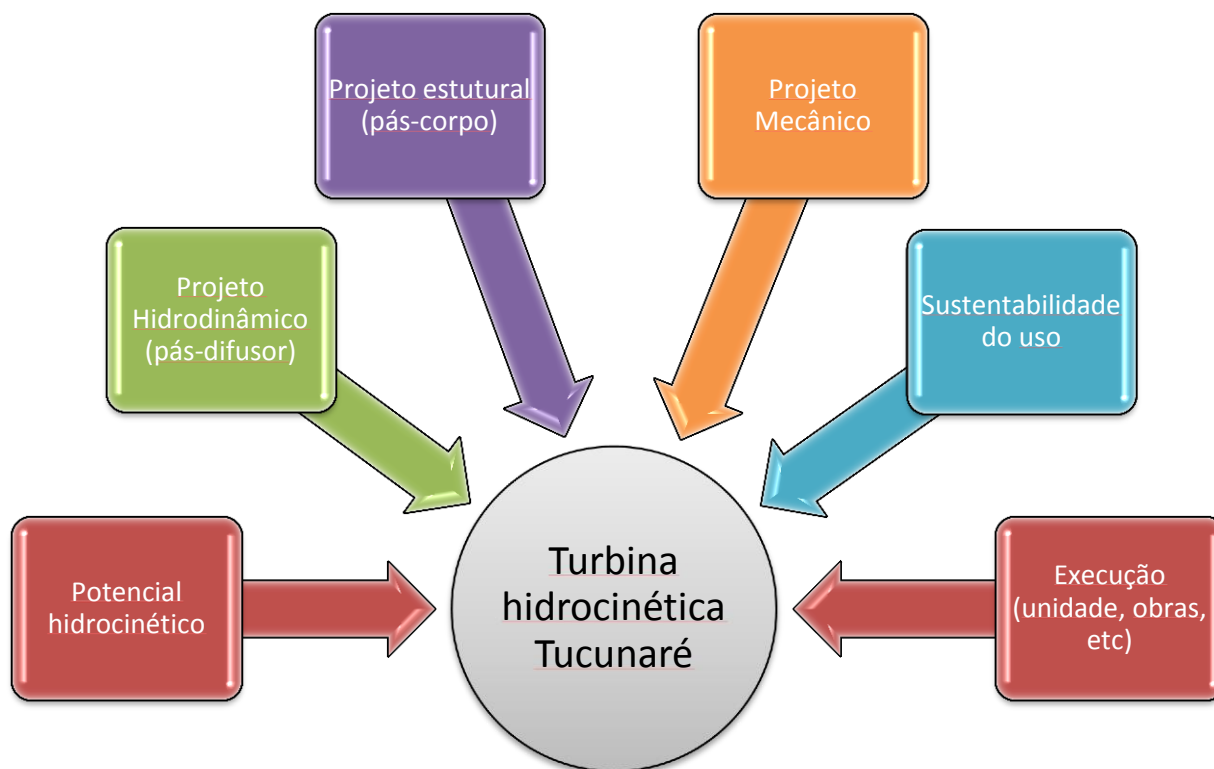 Projeto estutural
(pás-corpo)
Projeto
Mecânico
Projeto
Hidrodinâmico
(pás-difusor)
Sustentabilidade
do uso
Potencial
hidrocinético
Turbina
hidrocinética
Tucunaré
Execução
(unidade, obras,
etc)